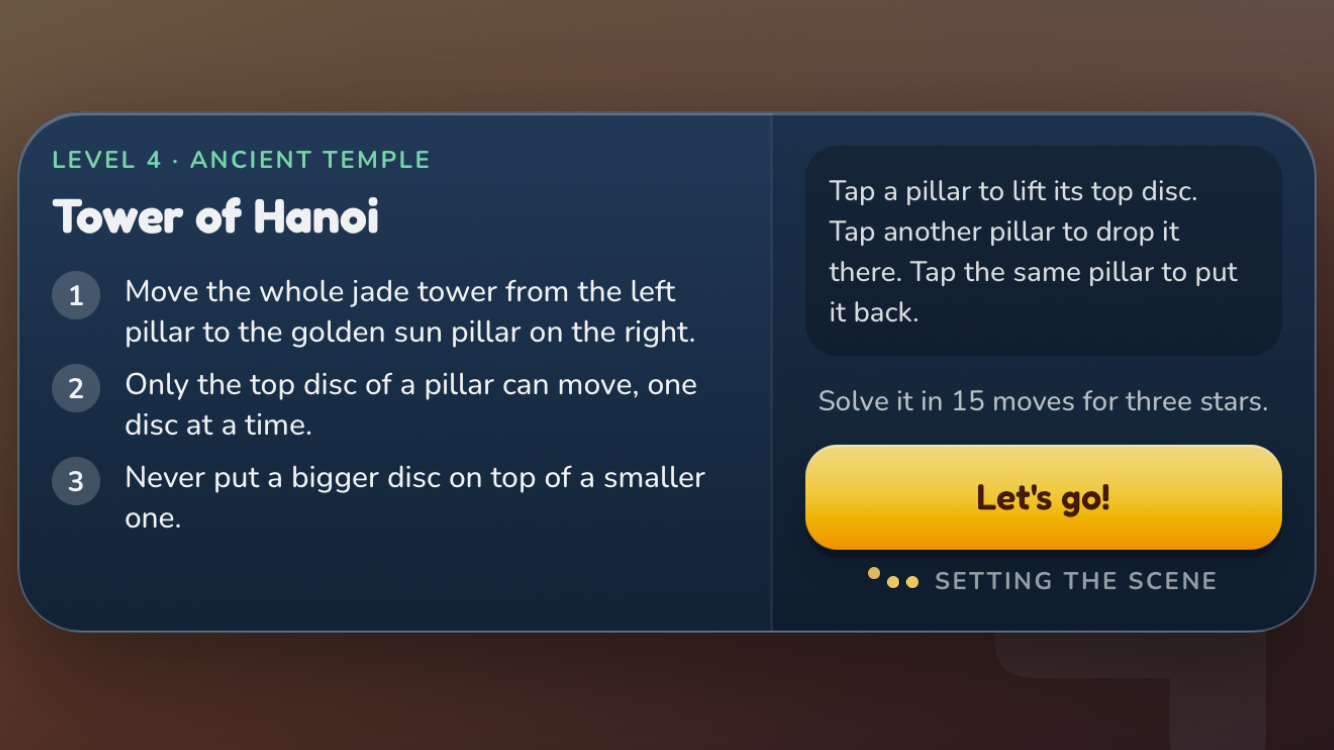 LEVEL 4 · ANCIENT TEMPLE
Tower of Hanoi
1 Move the whole jade tower from the left
pillar to the golden sun pillar on the right.
2 Only the top disc of a pillar can move, one
disc at a time.
3 Never put a bigger disc on top of a smaller
one.
Tap a pillar to lift its top disc.
Tap another pillar to drop it
there. Tap the same pillar to put
it back.
Solve it in 15 moves for three stars.
Let's go!
SETTING THE SCENE